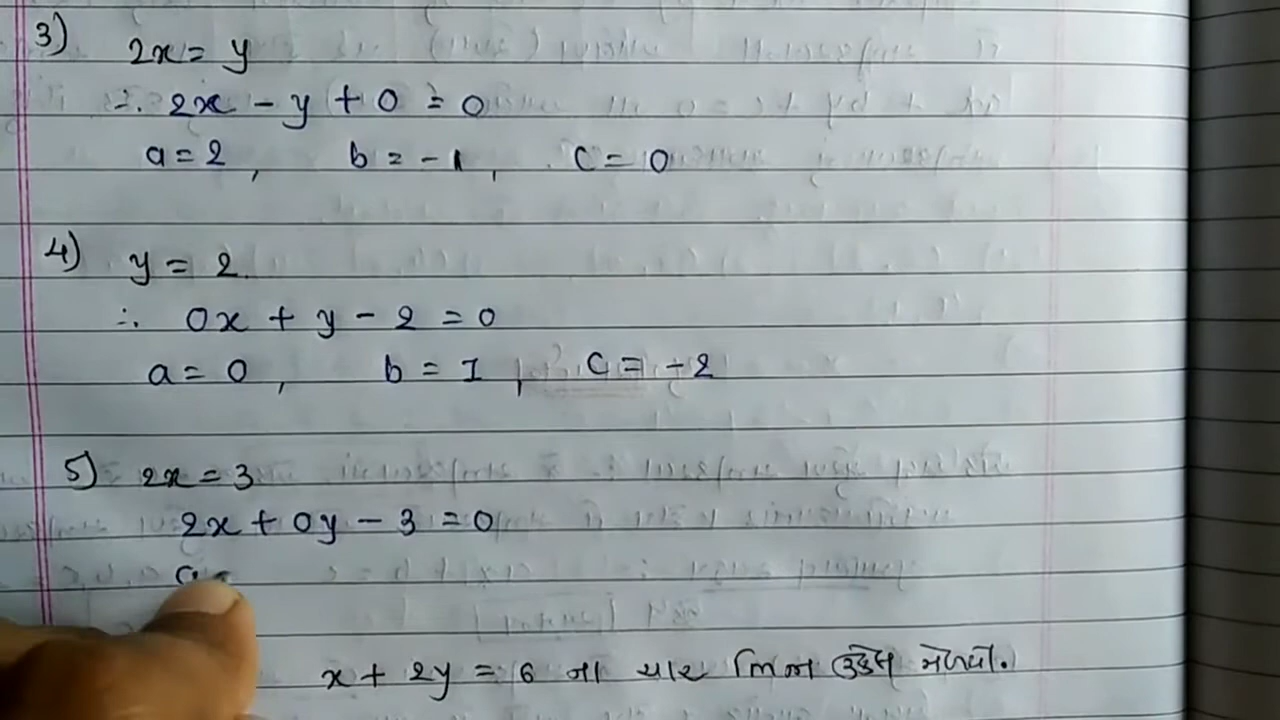 3) 2x = y
∴ 2x - y + 0 = 0
a = 2, b = -1, c = 0
4) y = 2
∴ 0x + y - 2 = 0
a = 0, b = 1, c = -2
5) 2x = 3
2x + 0y - 3 = 0
a =
x + 2y = 6 ના ચાર ભિન્ન ઉકેલ મેળવો.